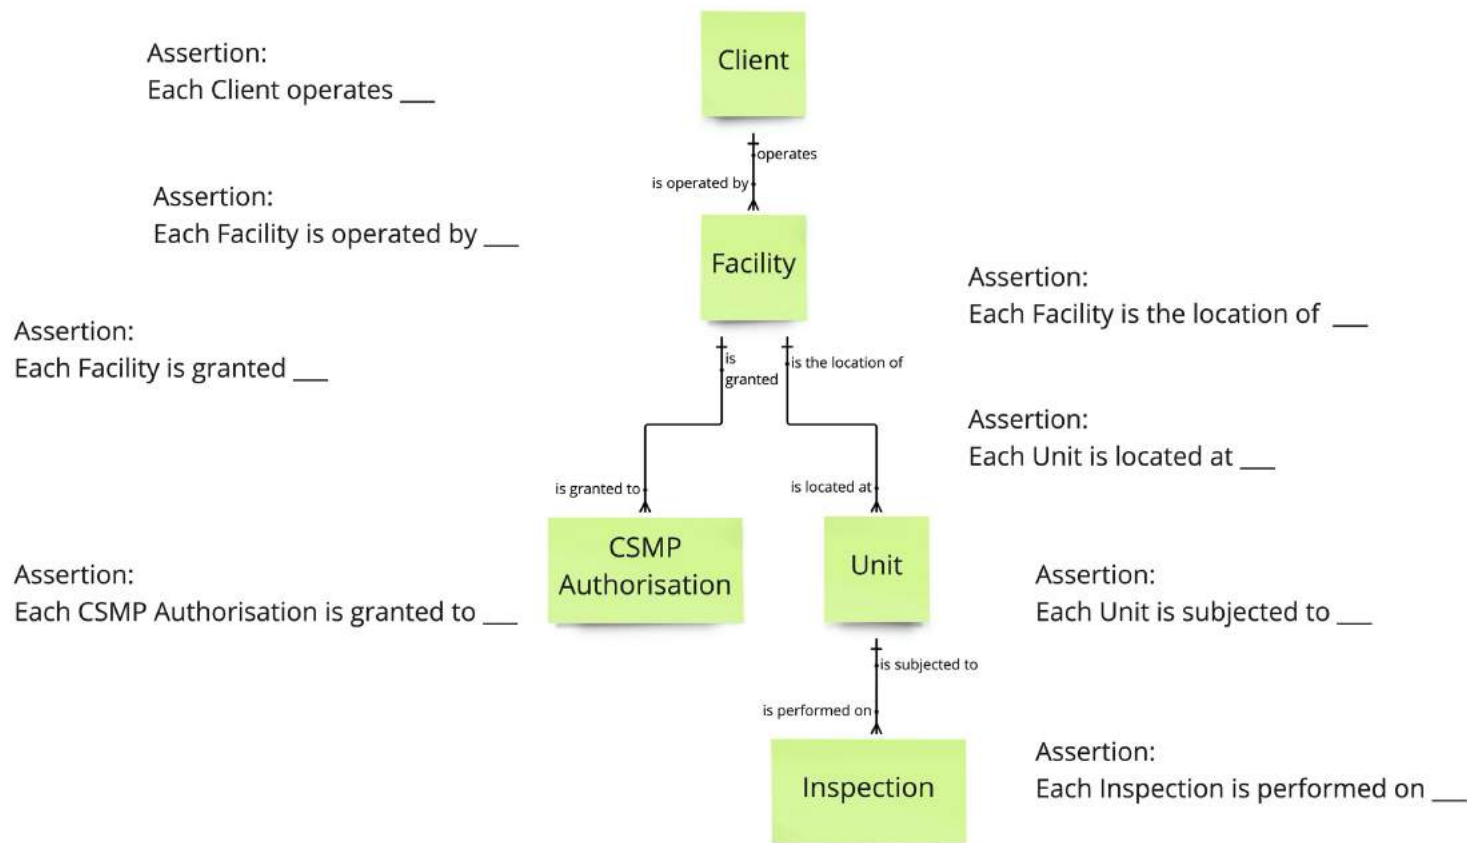 Client
Assertion:
Each Client operates ___
operates
is operated by
Assertion:
Each Facility is operated by ___
Facility
Assertion:
Each Facility is the location of ___
Assertion:
Each Facility is granted ___
is
granted
is the location of
Assertion:
Each Unit is located at ___
is granted to
is located at
CSMP
Authorisation
Unit
Assertion:
Each CSMP Authorisation is granted to ___
Assertion:
Each Unit is subjected to ___
is subjected to
is performed on
Assertion:
Each Inspection is performed on ___
Inspection